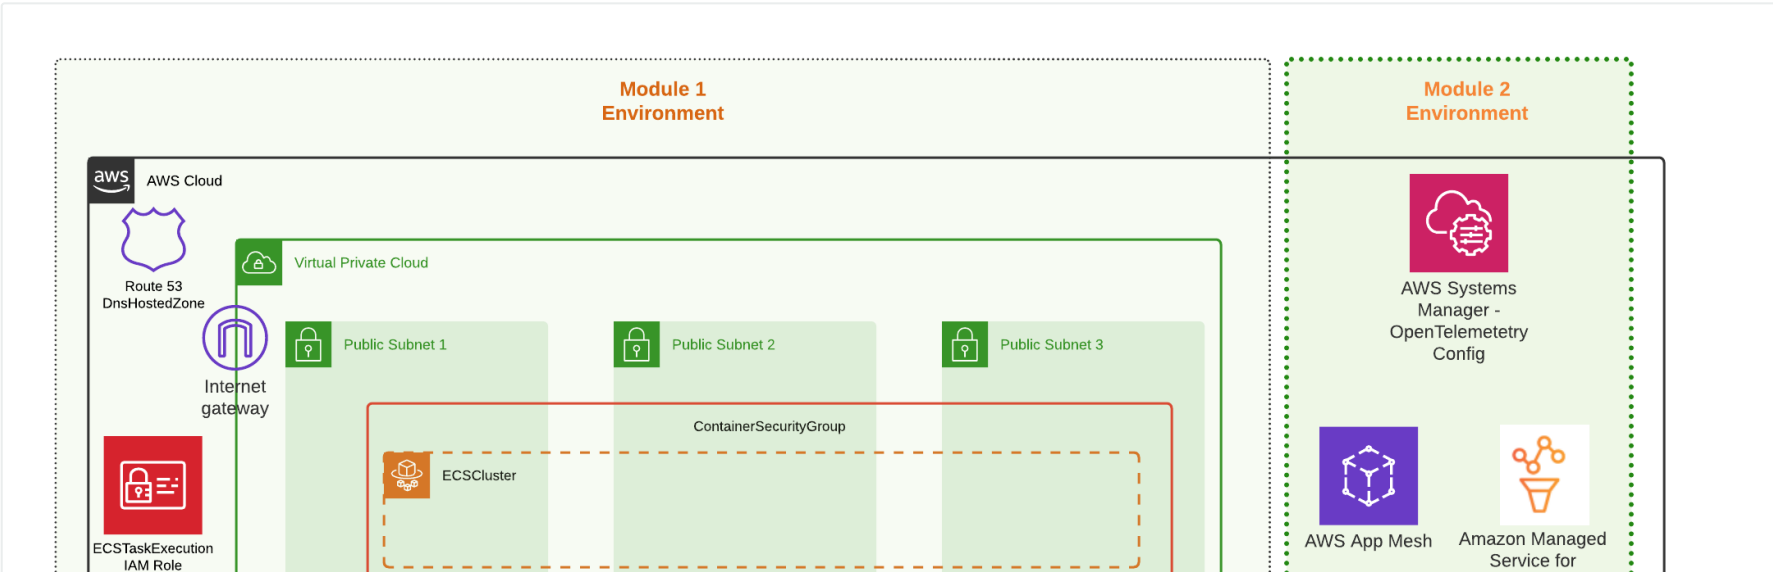 Module 1
Environment
Module 2
Environment
aws
AWS Cloud
Route 53
DnsHostedZone
Virtual Private Cloud
Internet
gateway
Public Subnet 1
Public Subnet 2
Public Subnet 3
AWS Systems
Manager -
OpenTelemetetry
Config
ContainerSecurityGroup
ECSCluster
ECSTaskExecution
IAM Role
AWS App Mesh
Amazon Managed
Service for